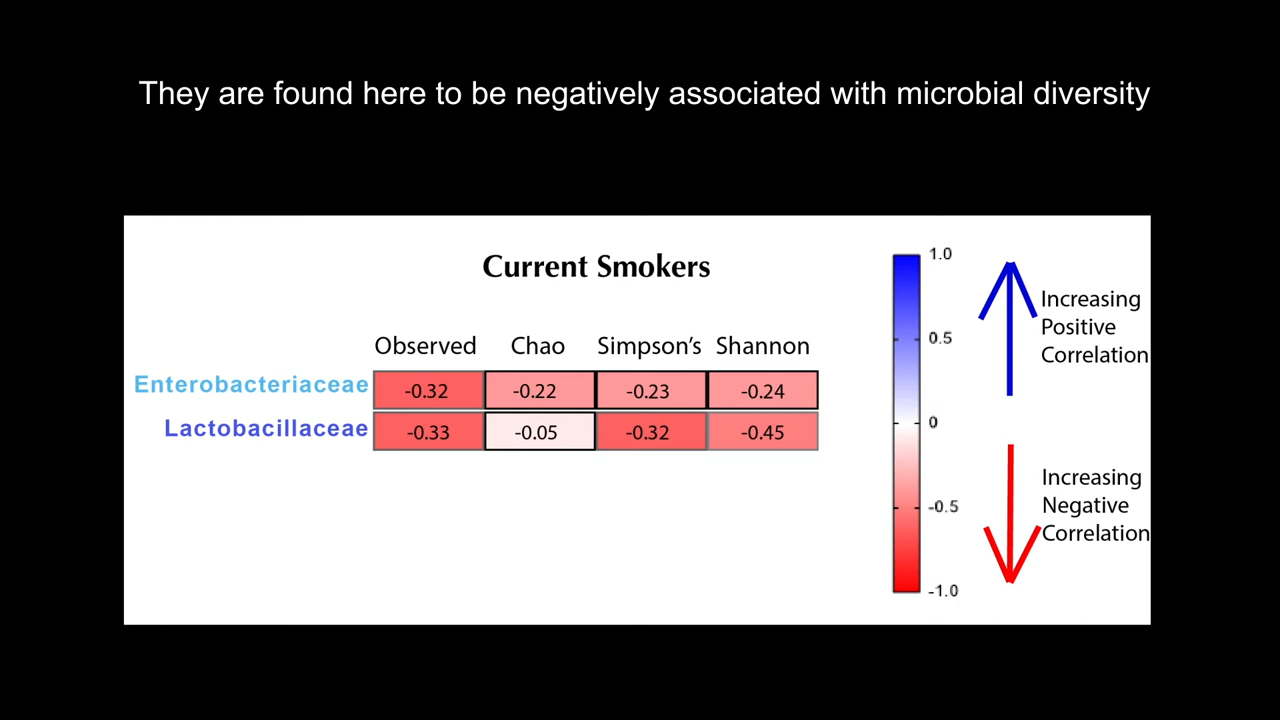 They are found here to be negatively associated with microbial diversity
Current Smokers
Observed Chao Simpson's Shannon
Enterobacteriaceae -0.32 -0.22 -0.23 -0.24
Lactobacillaceae -0.33 -0.05 -0.32 -0.45
1.0
0.5
0
-0.5
-1.0
Increasing
Positive
Correlation
Increasing
Negative
Correlation